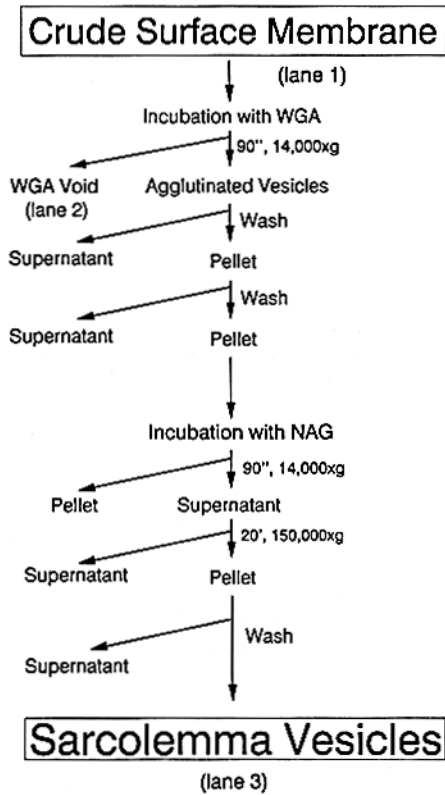 Crude Surface Membrane
(lane 1)
Incubation with WGA
90'', 14,000xg
WGA Void
(lane 2)
Agglutinated Vesicles
Wash
Supernatant
Pellet
Wash
Supernatant
Pellet
Incubation with NAG
90'', 14,000xg
Pellet
Supernatant
20', 150,000xg
Supernatant
Pellet
Wash
Supernatant
Sarcolemma Vesicles
(lane 3)